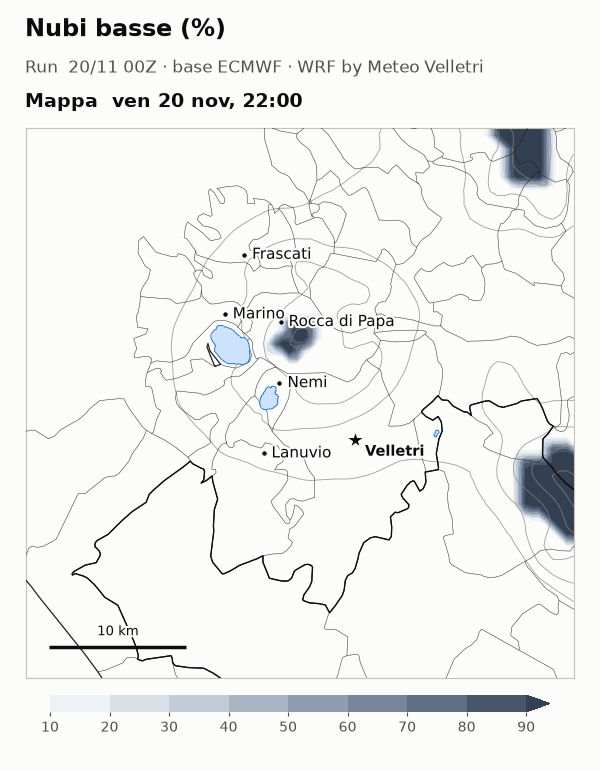 Nubi basse (%)
Run 20/11 00Z · base ECMWF · WRF by Meteo Velletri
Mappa ven 20 nov, 22:00
Frascati
Marino
Rocca di Papa
Nemi
Velletri
Lanuvio
10 km
10 20 30 40 50 60 70 80 90